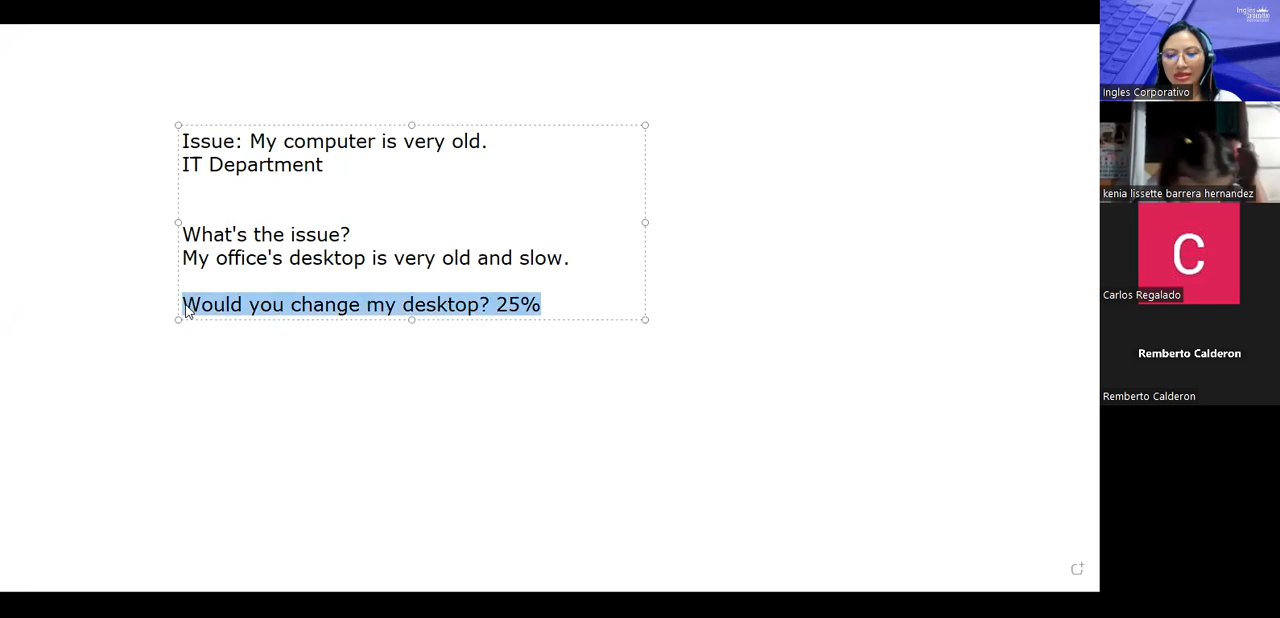 Issue: My computer is very old.
IT Department
What's the issue?
My office's desktop is very old and slow.
Would you change my desktop? 25%
Ingles Corporativo
kenia lissette barrera hernandez
C
Carlos Regalado
Remberto Calderon
Remberto Calderon